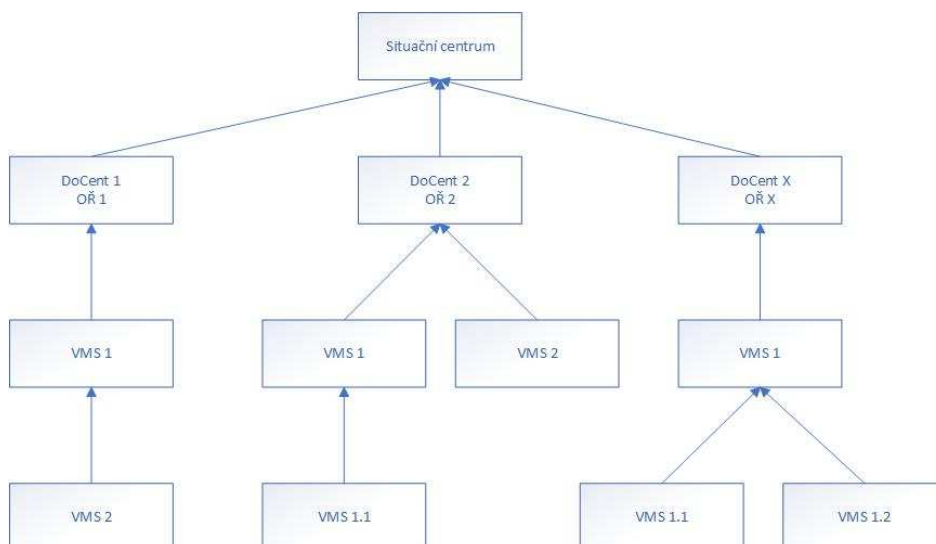 Situační centrum
DoCent 1
OŘ 1
DoCent 2
OŘ 2
DoCent X
OŘ X
VMS 1
VMS 1
VMS 2
VMS 1
VMS 2
VMS 1.1
VMS 1.1
VMS 1.2